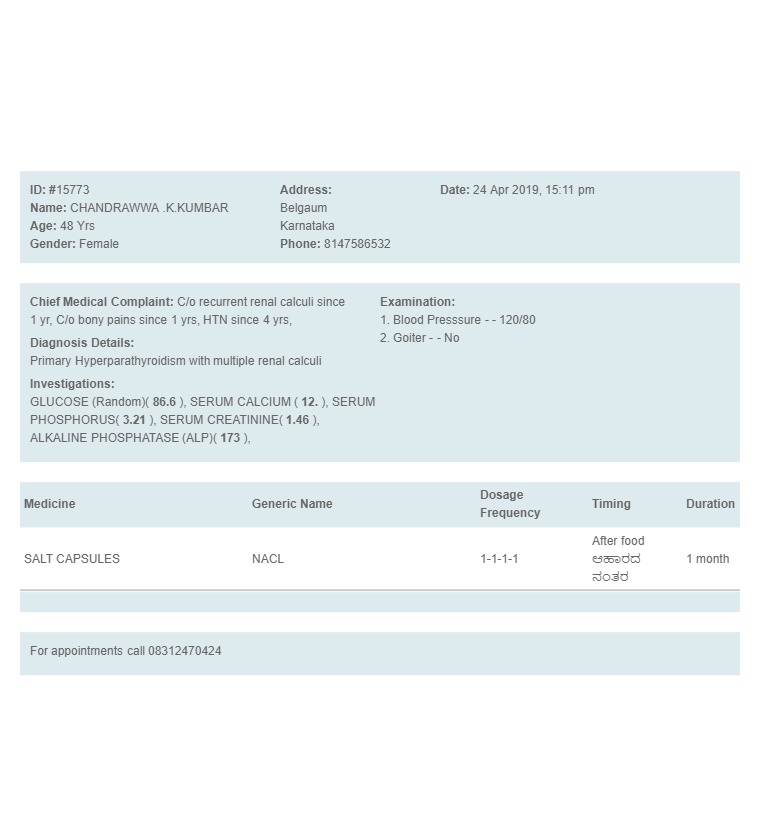 ID: #15773
Name: CHANDRAWWA .K.KUMBAR
Age: 48 Yrs
Gender: Female
Address:
Belgaum
Karnataka
Phone: 8147586532
Date: 24 Apr 2019, 15:11 pm
Chief Medical Complaint: C/o recurrent renal calculi since
1 yr, C/o bony pains since 1 yrs, HTN since 4 yrs,
Diagnosis Details:
Primary Hyperparathyroidism with multiple renal calculi
Investigations:
GLUCOSE (Random)( 86.6 ), SERUM CALCIUM ( 12. ), SERUM
PHOSPHORUS( 3.21 ), SERUM CREATININE( 1.46 ),
ALKALINE PHOSPHATASE (ALP)( 173 ),
Examination:
1. Blood Presssure - - 120/80
2. Goiter - - No
Medicine Generic Name Dosage Frequency Timing Duration
SALT CAPSULES NACL 1-1-1-1 After food ಆಹಾರದ ನಂತರ 1 month
For appointments call 08312470424